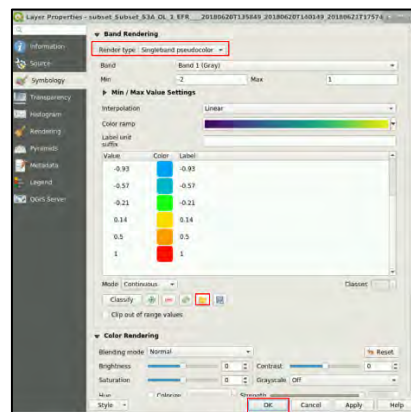 Layer Properties - subset_Subset_S3A_OL_1_EFR____20180620T135849_20180620T140149_20180621T17574
Information
Source
Symbology
Transparency
Histogram
Rendering
Pyramids
Metadata
Legend
QGIS Server
Band Rendering
Render type Singleband pseudocolor
Band Band 1 (Gray)
Min -2 Max 1
Min / Max Value Settings
Interpolation Linear
Color ramp
Label unit suffix
Value Color Label
-0.93 -0.93
-0.57 -0.57
-0.21 -0.21
0.14 0.14
0.5 0.5
1 1
Mode Continuous Classes
Classify
Clip out of range values
Color Rendering
Blending mode Normal Reset
Brightness 0 Contrast 0
Saturation 0 Grayscale Off
Hue Colorize Strength
Style OK Cancel Apply Help